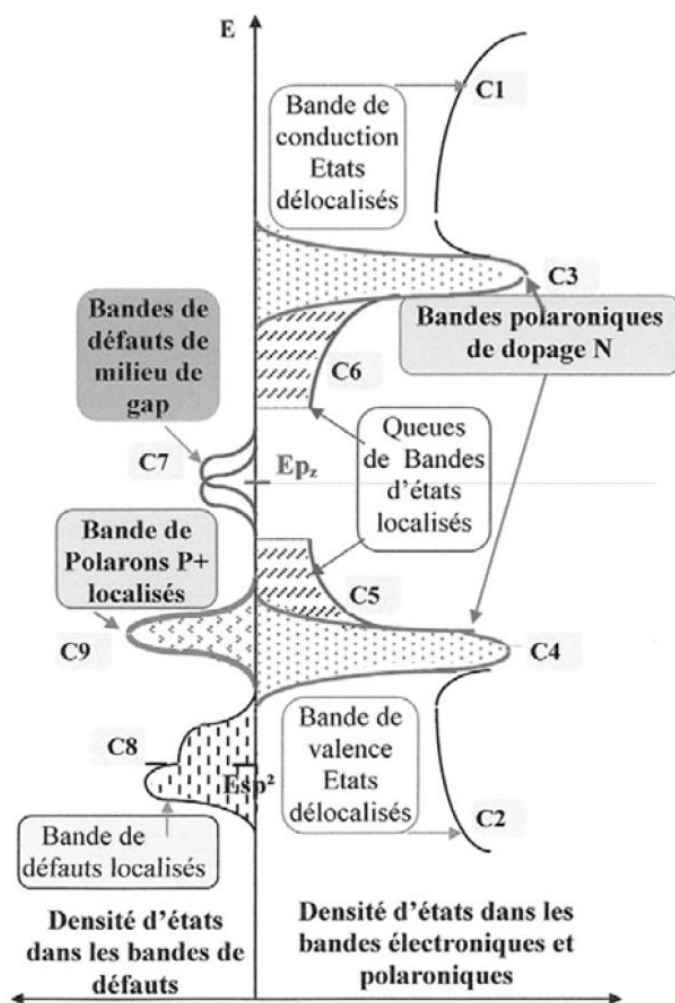 E
C1
Bande de
conduction
Etats
délocalisés
C3
Bandes de
défauts de
milieu de
gap
Bandes polaroniques
de dopage N
C6
C7
Ep_z
Queues
de Bandes
d'états
localisés
Bande de
Polarons P+
localisés
C5
C9
C4
C8
Esp²
Bande de
valence
Etats
délocalisés
C2
Bande de
défauts localisés
Densité d'états
dans les bandes de
défauts
Densité d'états dans les
bandes électroniques et
polaroniques